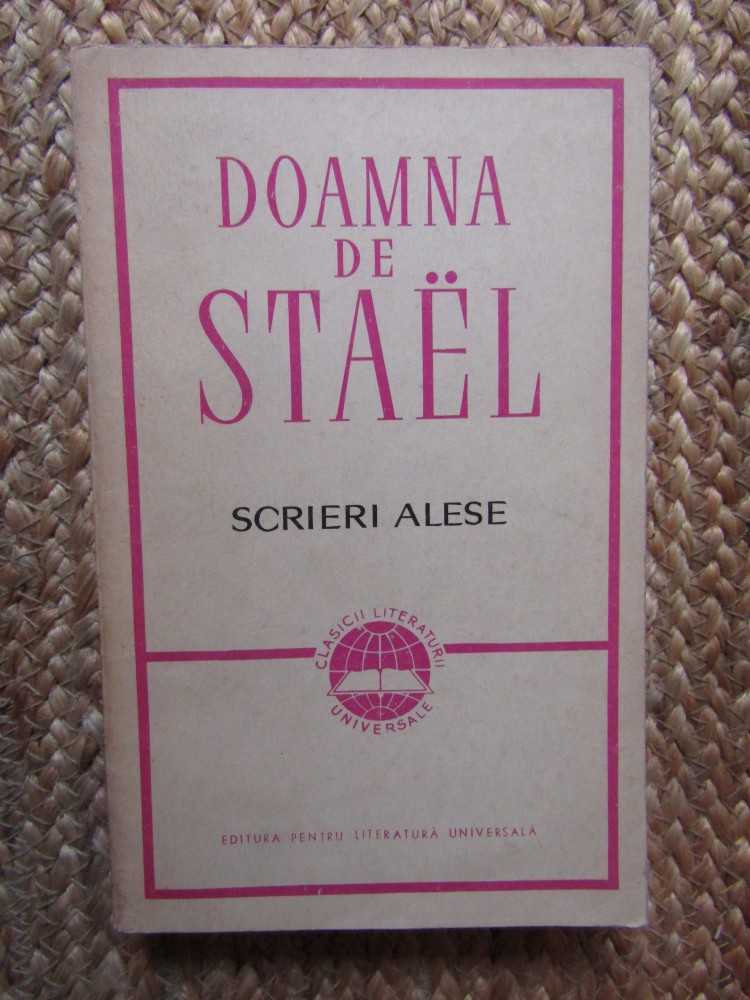 DOAMNA
DE
STAËL
SCRIERI ALESE
CLASICII LITERATURII
UNIVERSALE
EDITURA PENTRU LITERATURĂ UNIVERSALĂ